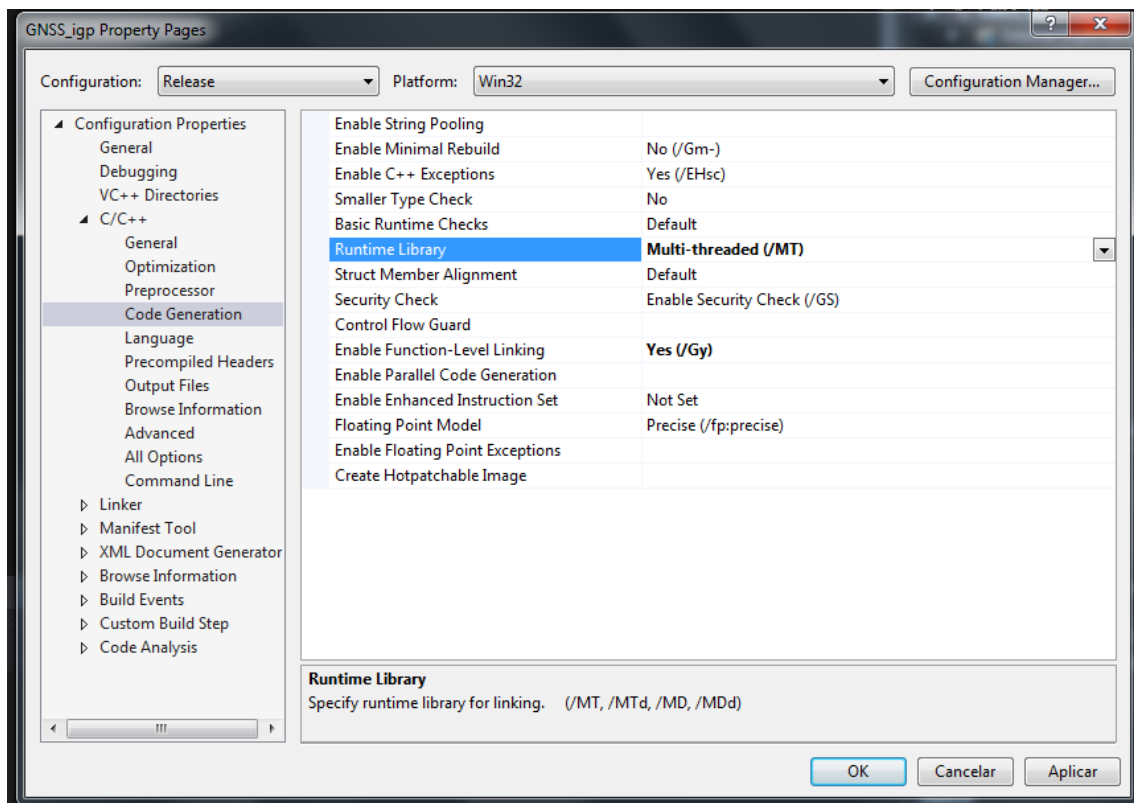 GNSS_igp Property Pages
Configuration: Release Platform: Win32 Configuration Manager...
Configuration Properties
General
Debugging
VC++ Directories
C/C++
General
Optimization
Preprocessor
Code Generation
Language
Precompiled Headers
Output Files
Browse Information
Advanced
All Options
Command Line
Linker
Manifest Tool
XML Document Generator
Browse Information
Build Events
Custom Build Step
Code Analysis
Enable String Pooling
Enable Minimal Rebuild No (/Gm-)
Enable C++ Exceptions Yes (/EHsc)
Smaller Type Check No
Basic Runtime Checks Default
Runtime Library Multi-threaded (/MT)
Struct Member Alignment Default
Security Check Enable Security Check (/GS)
Control Flow Guard
Enable Function-Level Linking Yes (/Gy)
Enable Parallel Code Generation
Enable Enhanced Instruction Set Not Set
Floating Point Model Precise (/fp:precise)
Enable Floating Point Exceptions
Create Hotpatchable Image
Runtime Library
Specify runtime library for linking. (/MT, /MTd, /MD, /MDd)
OK Cancelar Aplicar